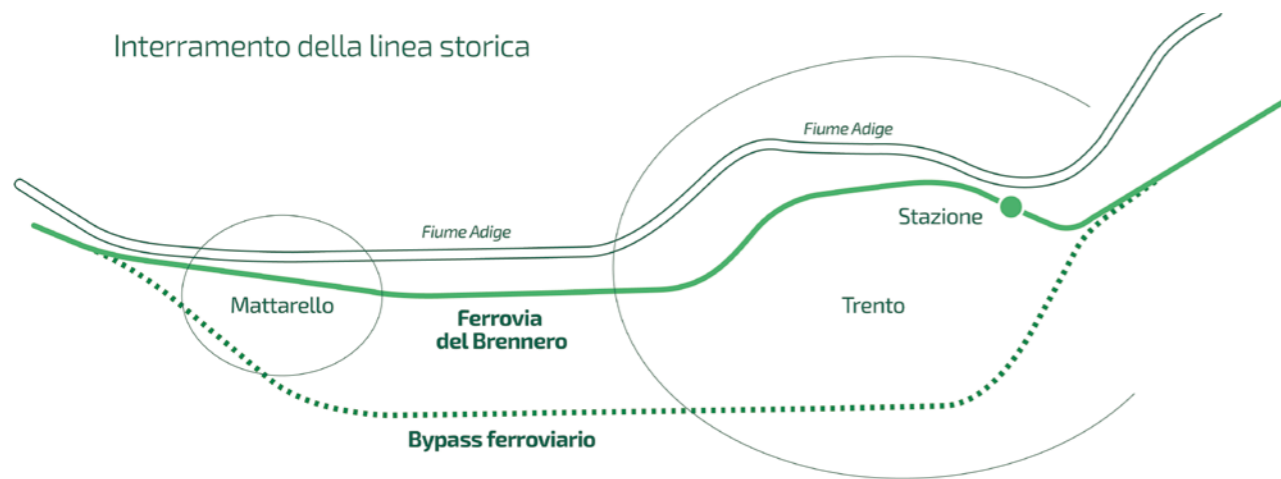 Interramento della linea storica
Fiume Adige
Stazione
Fiume Adige
Mattarello
Trento
Ferrovia
del Brennero
Bypass ferroviario